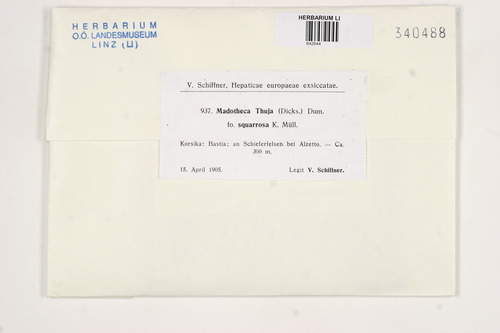 HERBARIUM
O.Ö. LANDESMUSEUM
LINZ (LI)
HERBARIUM LI
340488
V. Schiffner, Hepaticae europaeae exsiccatae.
937. Madotheca Thuja (Dicks.) Dum.
fo. squarrosa K. Müll.
Korsika: Bastia; an Schieferfelsen bei Alzetto. — Ca.
300 m.
15. April 1905. Legit V. Schiffner.